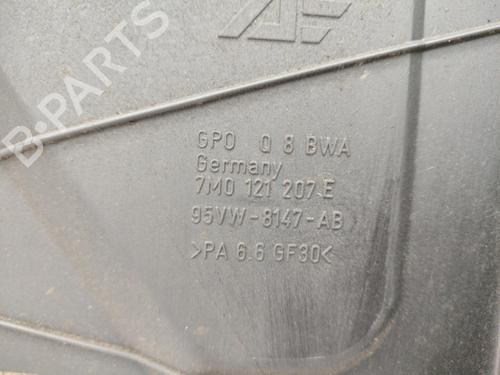 B-PARTS
GPO Q 8 BWA
Germany
7M0 121 207 E
95VW-8147-AB
>PA 6.6 GF30<